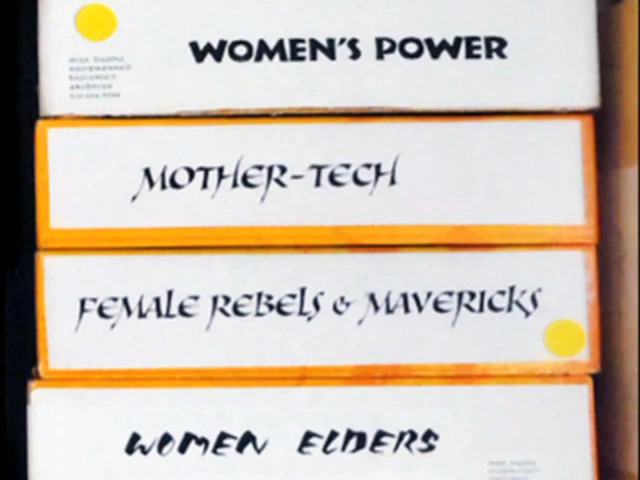 WOMEN'S POWER
MOTHER-TECH
FEMALE REBELS & MAVERICKS
WOMEN ELDERS